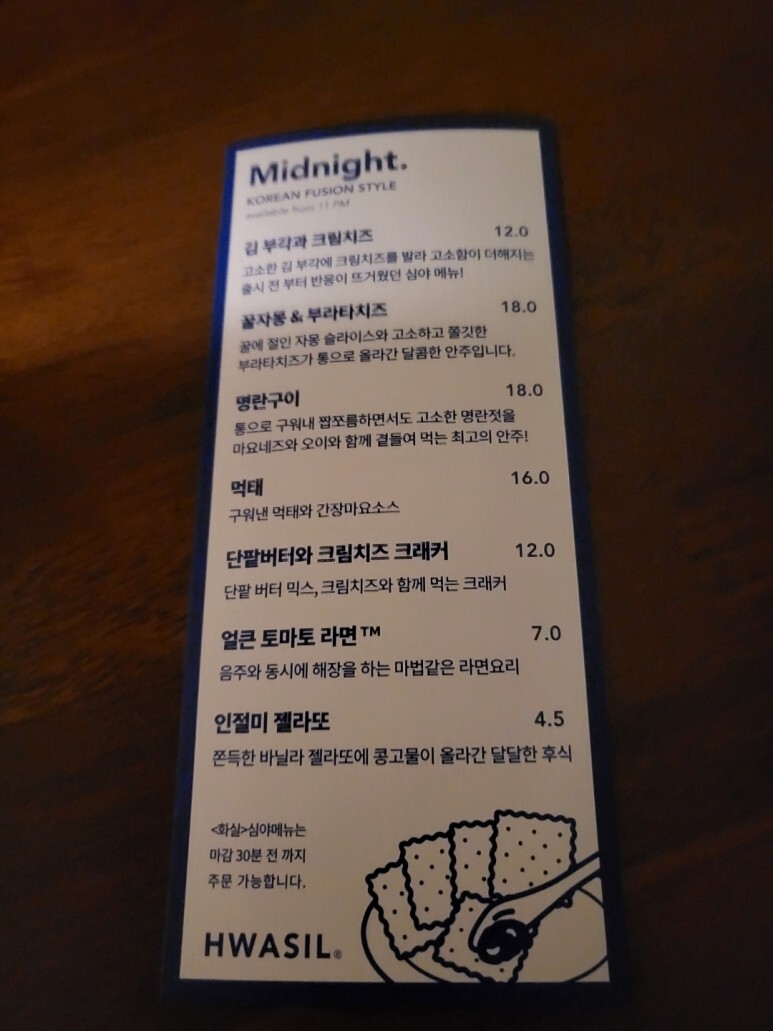 Midnight.
KOREAN FUSION STYLE
available from 11 PM
김 부각과 크림치즈 12.0
고소한 김 부각에 크림치즈를 발라 고소함이 더해지는
출시 전 부터 반응이 뜨거웠던 심야 메뉴!
꿀자몽 & 부라타치즈 18.0
꿀에 절인 자몽 슬라이스와 고소하고 쫄깃한
부라타치즈가 통으로 올라간 달콤한 안주입니다.
명란구이 18.0
통으로 구워내 짭쪼름하면서도 고소한 명란젓을
마요네즈와 오이와 함께 곁들여 먹는 최고의 안주!
먹태 16.0
구워낸 먹태와 간장마요소스
단팥버터와 크림치즈 크래커 12.0
단팥 버터 믹스, 크림치즈와 함께 먹는 크래커
얼큰 토마토 라면™ 7.0
음주와 동시에 해장을 하는 마법같은 라면요리
인절미 젤라또 4.5
쫀득한 바닐라 젤라또에 콩고물이 올라간 달달한 후식
<화실>심야메뉴는
마감 30분 전 까지
주문 가능합니다.
HWASIL®